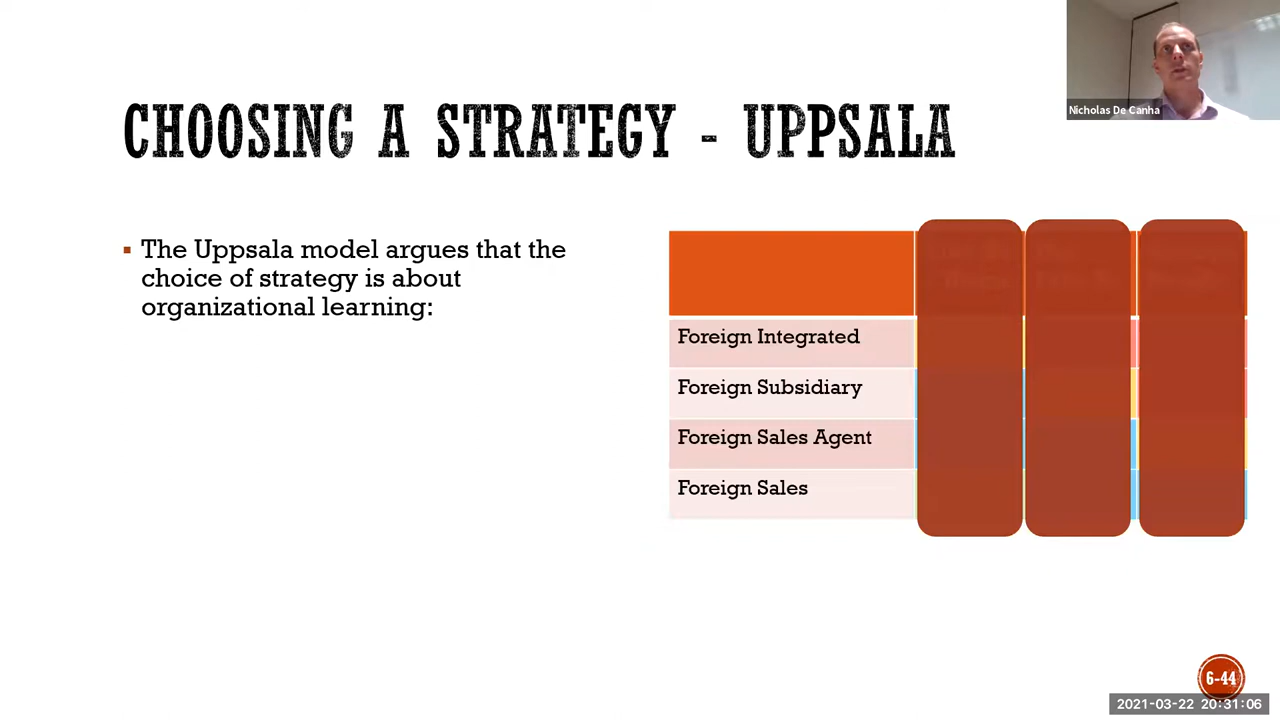 Nicholas De Canha
CHOOSING A STRATEGY - UPPSALA
▪ The Uppsala model argues that the
choice of strategy is about
organizational learning:
Foreign Integrated
Foreign Subsidiary
Foreign Sales Agent
Foreign Sales
6-44
2021-03-22 20:31:06